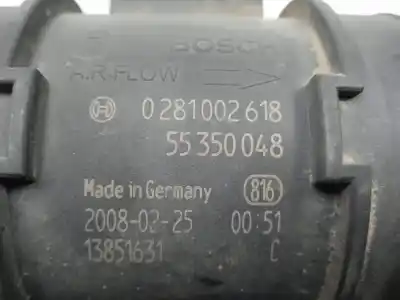 BOSCH
AIR FLOW
0 281 002 618
55 350 048
Made in Germany 816
2008-02-25 00:51
13851631 C